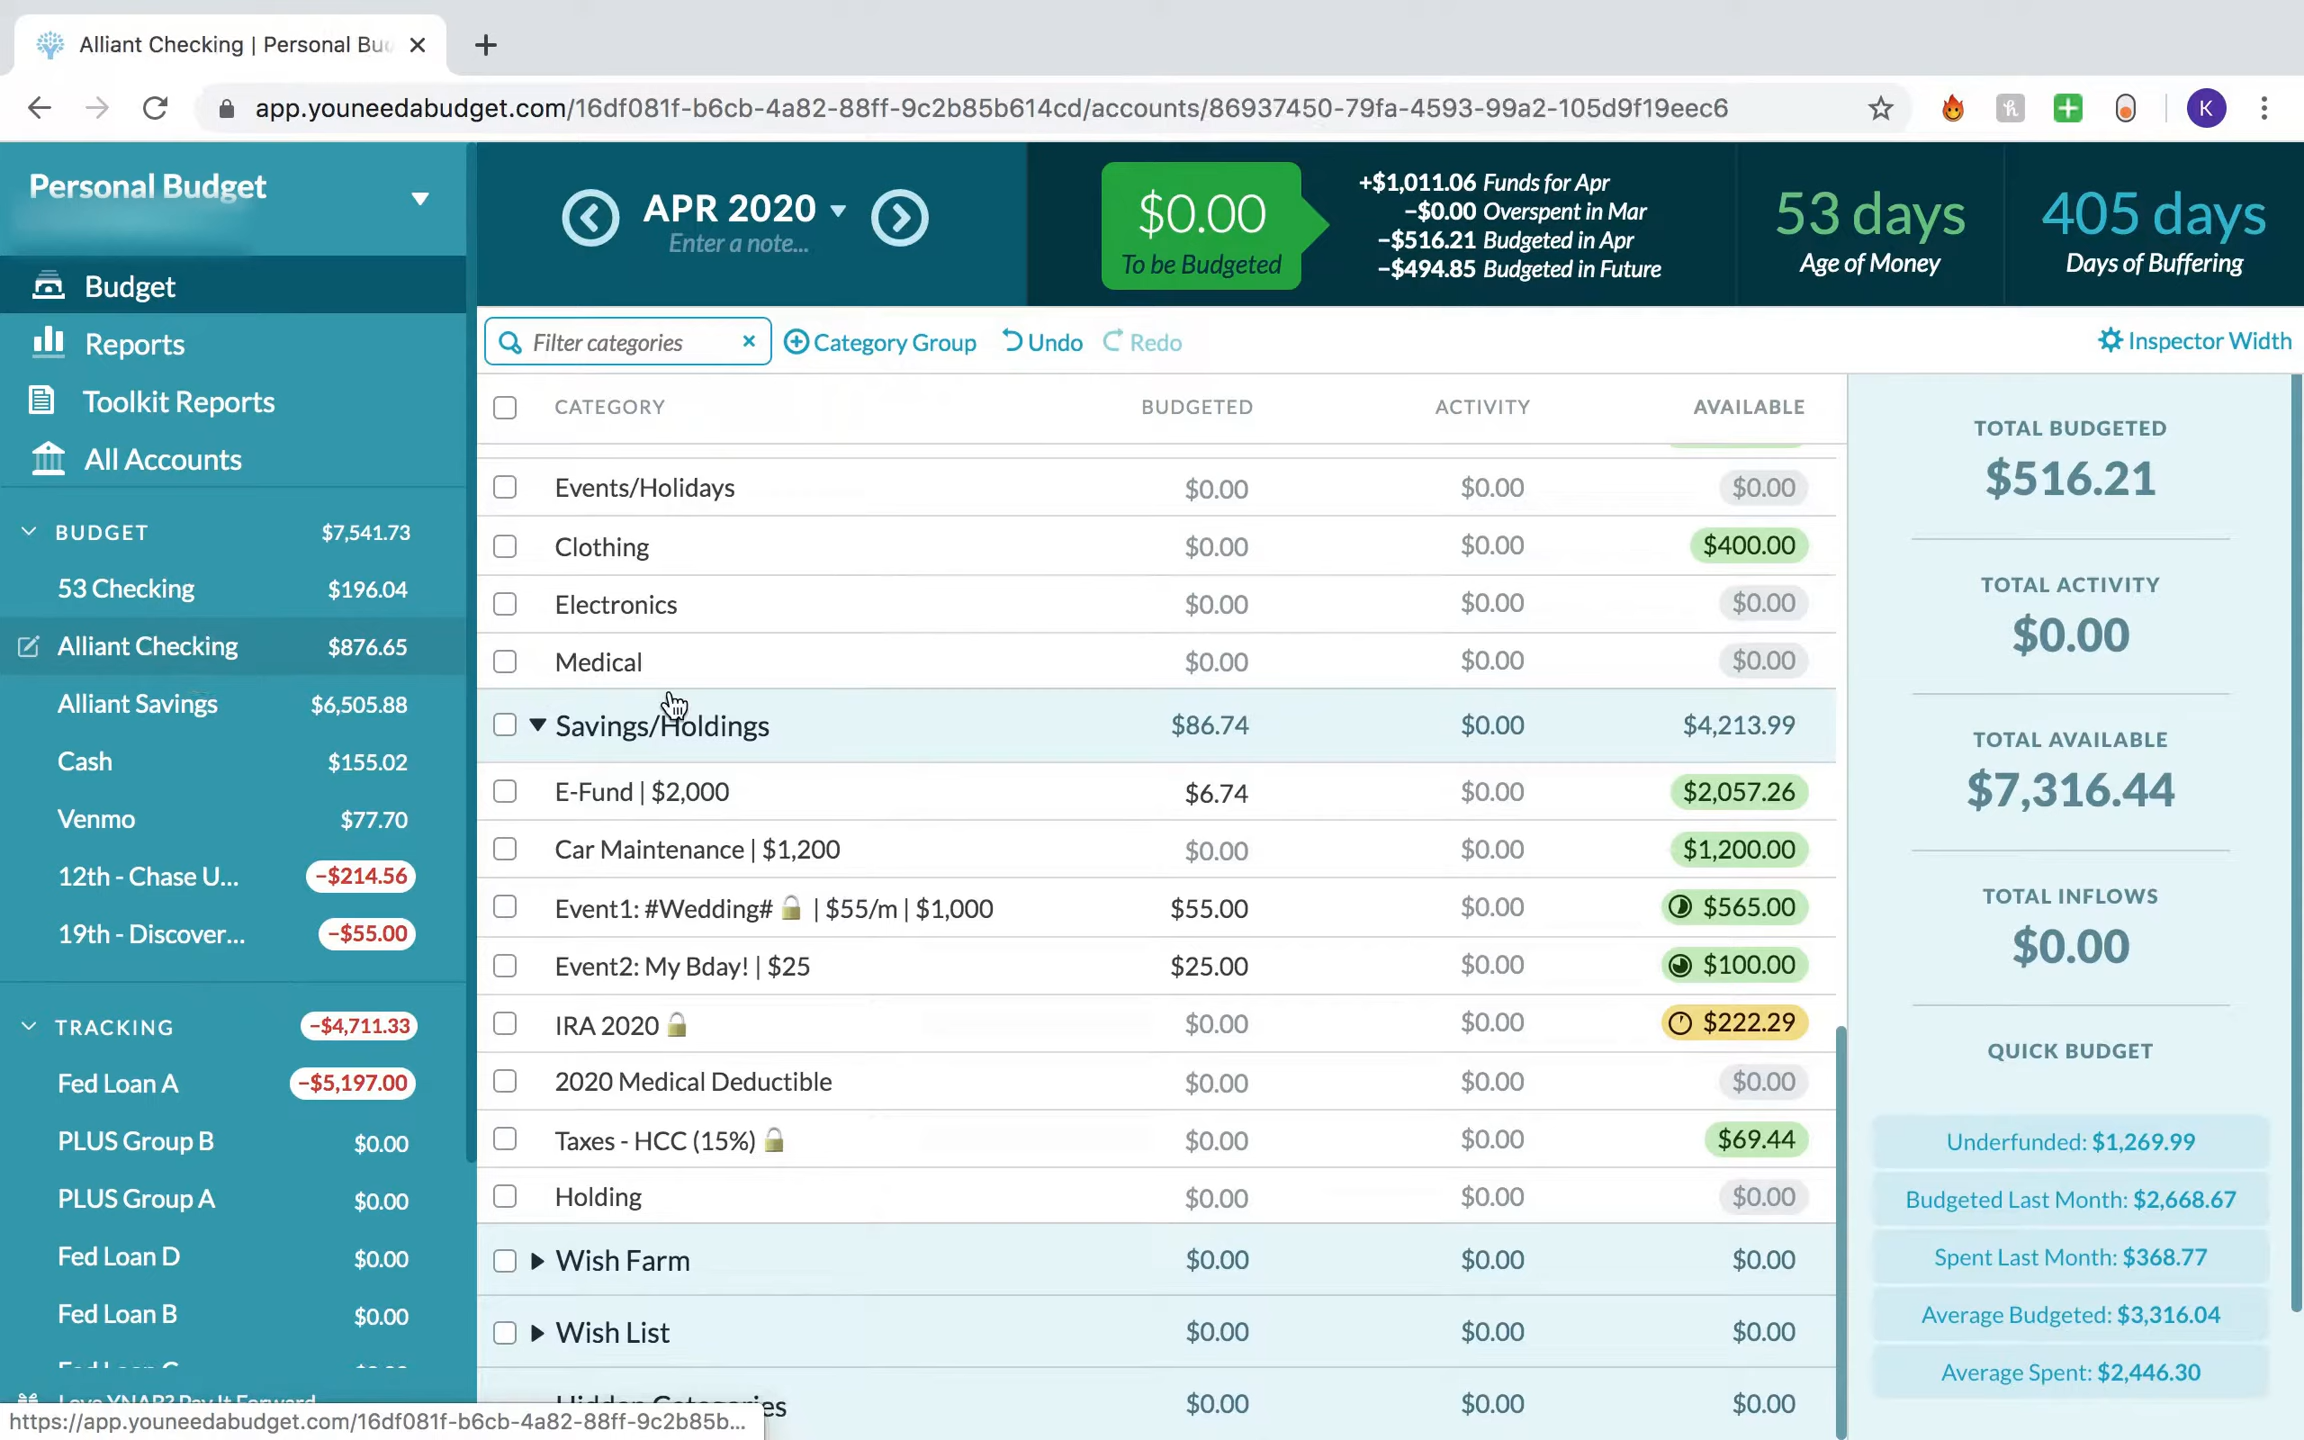 Alliant Checking | Personal Bu
app.youneedabudget.com/16df081f-b6cb-4a82-88ff-9c2b85b614cd/accounts/86937450-79fa-4593-99a2-105d9f19eec6
K
Personal Budget
APR 2020
Enter a note...
$0.00
To be Budgeted
+$1,011.06 Funds for Apr
−$0.00 Overspent in Mar
−$516.21 Budgeted in Apr
−$494.85 Budgeted in Future
53 days
Age of Money
405 days
Days of Buffering
Budget
Reports
Toolkit Reports
All Accounts
BUDGET $7,541.73
53 Checking $196.04
Alliant Checking $876.65
Alliant Savings $6,505.88
Cash $155.02
Venmo $77.70
12th - Chase U... −$214.56
19th - Discover... −$55.00
TRACKING −$4,711.33
Fed Loan A −$5,197.00
PLUS Group B $0.00
PLUS Group A $0.00
Fed Loan D $0.00
Fed Loan B $0.00
https://app.youneedabudget.com/16df081f-b6cb-4a82-88ff-9c2b85b...
Filter categories Category Group Undo Redo Inspector Width
CATEGORY BUDGETED ACTIVITY AVAILABLE
Events/Holidays $0.00 $0.00 $0.00
Clothing $0.00 $0.00 $400.00
Electronics $0.00 $0.00 $0.00
Medical $0.00 $0.00 $0.00
Savings/Holdings $86.74 $0.00 $4,213.99
E-Fund | $2,000 $6.74 $0.00 $2,057.26
Car Maintenance | $1,200 $0.00 $0.00 $1,200.00
Event1: #Wedding# 🔒 | $55/m | $1,000 $55.00 $0.00 $565.00
Event2: My Bday! | $25 $25.00 $0.00 $100.00
IRA 2020 🔒 $0.00 $0.00 $222.29
2020 Medical Deductible $0.00 $0.00 $0.00
Taxes - HCC (15%) 🔒 $0.00 $0.00 $69.44
Holding $0.00 $0.00 $0.00
Wish Farm $0.00 $0.00 $0.00
Wish List $0.00 $0.00 $0.00
Hidden Categories $0.00 $0.00 $0.00
TOTAL BUDGETED
$516.21
TOTAL ACTIVITY
$0.00
TOTAL AVAILABLE
$7,316.44
TOTAL INFLOWS
$0.00
QUICK BUDGET
Underfunded: $1,269.99
Budgeted Last Month: $2,668.67
Spent Last Month: $368.77
Average Budgeted: $3,316.04
Average Spent: $2,446.30